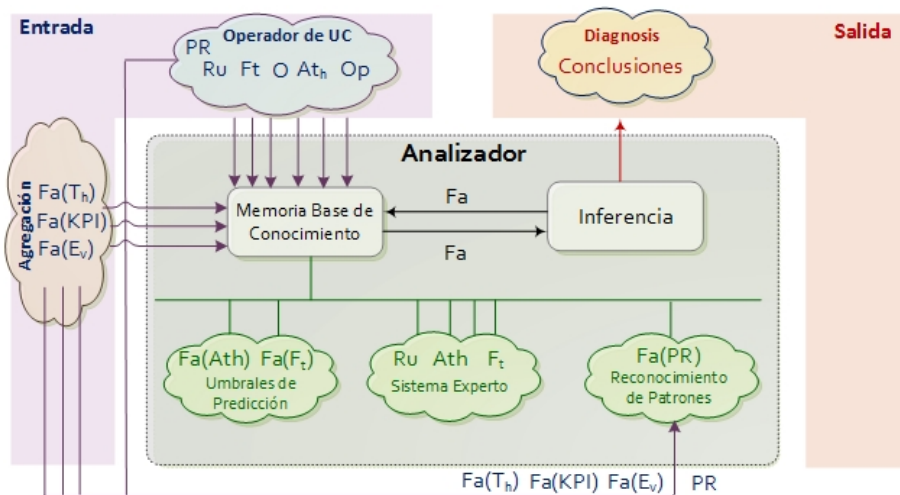 Entrada
Operador de UC
PR
Ru Ft O Ath Op
Diagnosis
Conclusiones
Salida
Analizador
Agregación
Fa(Th)
Fa(KPI)
Fa(Ev)
Memoria Base de
Conocimiento
Fa
Fa
Inferencia
Fa(Ath) Fa(Ft)
Umbrales de
Predicción
Ru Ath Ft
Sistema Experto
Fa(PR)
Reconocimiento
de Patrones
Fa(Th) Fa(KPI) Fa(Ev) PR